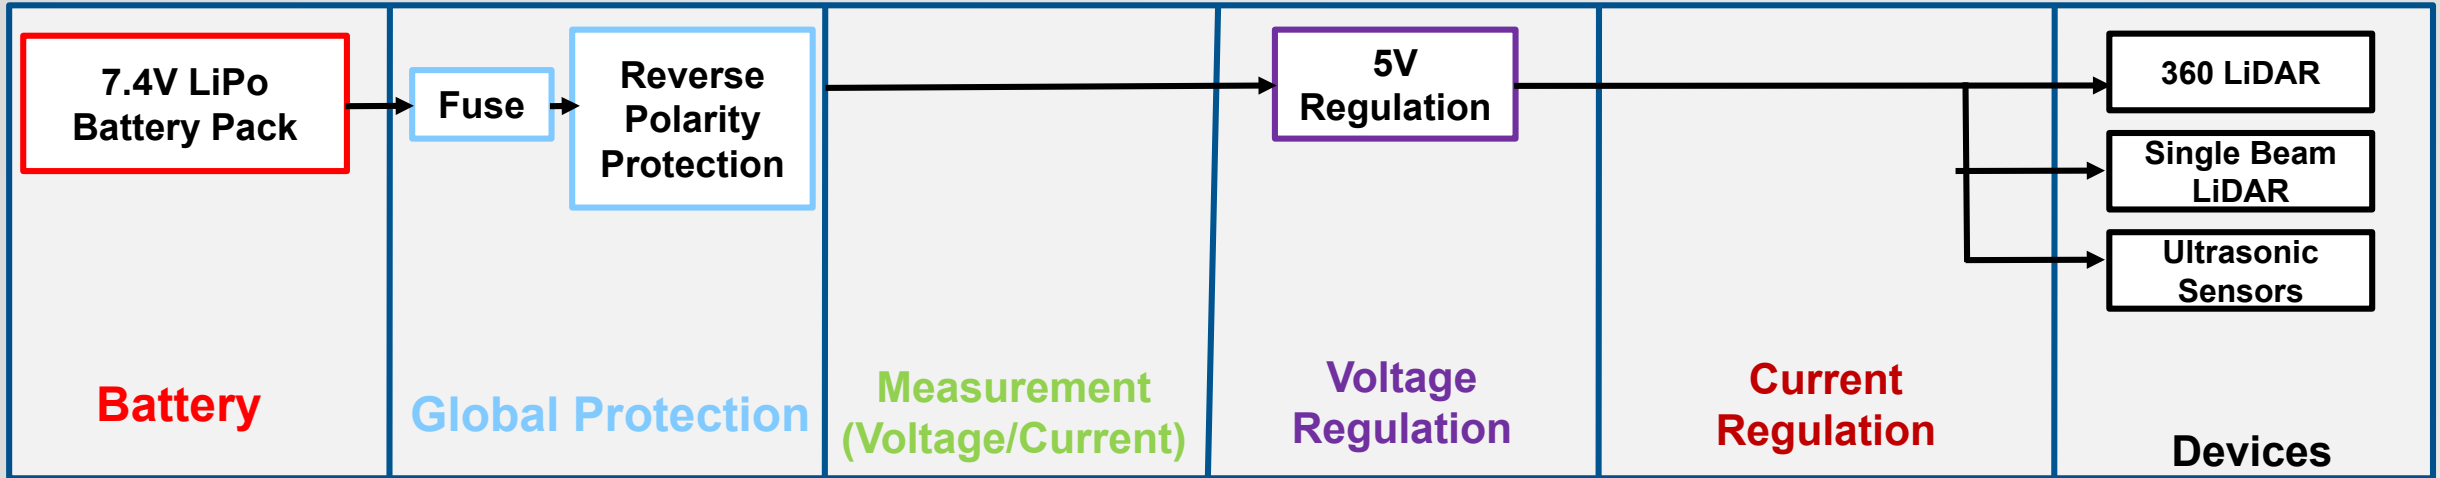 7.4V LiPo
Battery Pack
Fuse
Reverse
Polarity
Protection
5V
Regulation
360 LiDAR
Single Beam
LiDAR
Ultrasonic
Sensors
Battery
Global Protection
Measurement
(Voltage/Current)
Voltage
Regulation
Current
Regulation
Devices